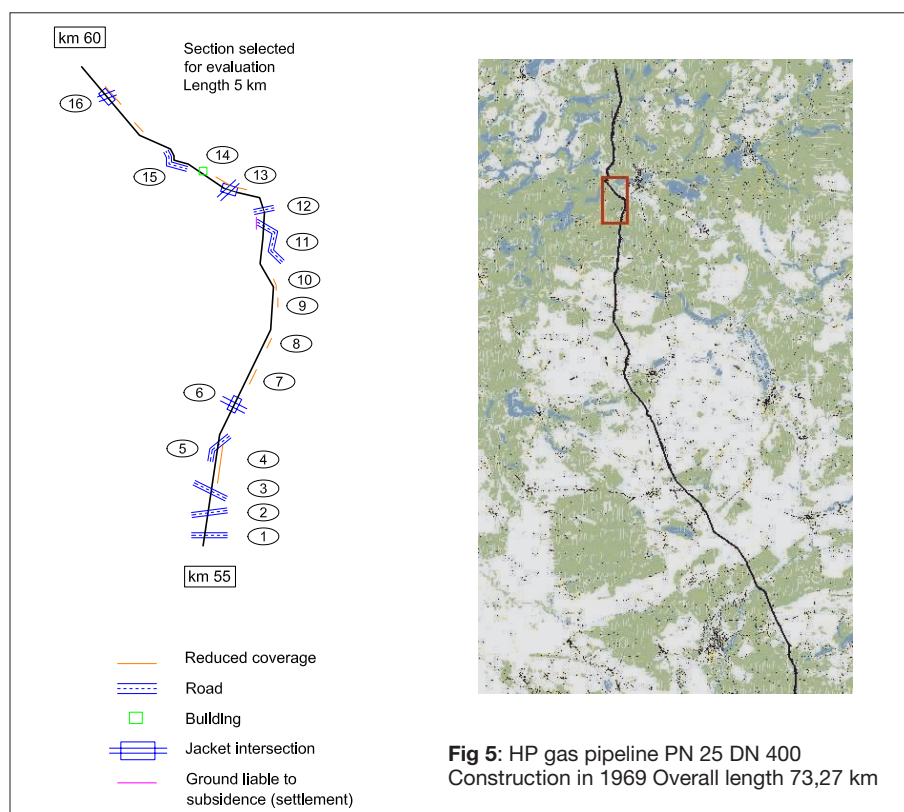 km 60
Section selected
for evaluation
Length 5 km
16
14
15
13
12
11
10
9
8
7
6
5
4
3
2
1
km 55
Reduced coverage
Road
Building
Jacket intersection
Ground liable to
subsidence (settlement)
Fig 5: HP gas pipeline PN 25 DN 400
Construction in 1969 Overall length 73,27 km